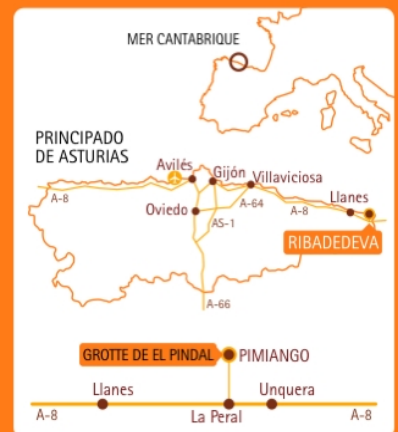 MER CANTABRIQUE
PRINCIPADO
DE ASTURIAS
Avilés
Gijón
Villaviciosa
Llanes
A-8
Oviedo
A-64
A-8
AS-1
RIBADEDEVA
A-66
GROTTE DE EL PINDAL
PIMIANGO
Llanes
Unquera
A-8
La Peral
A-8